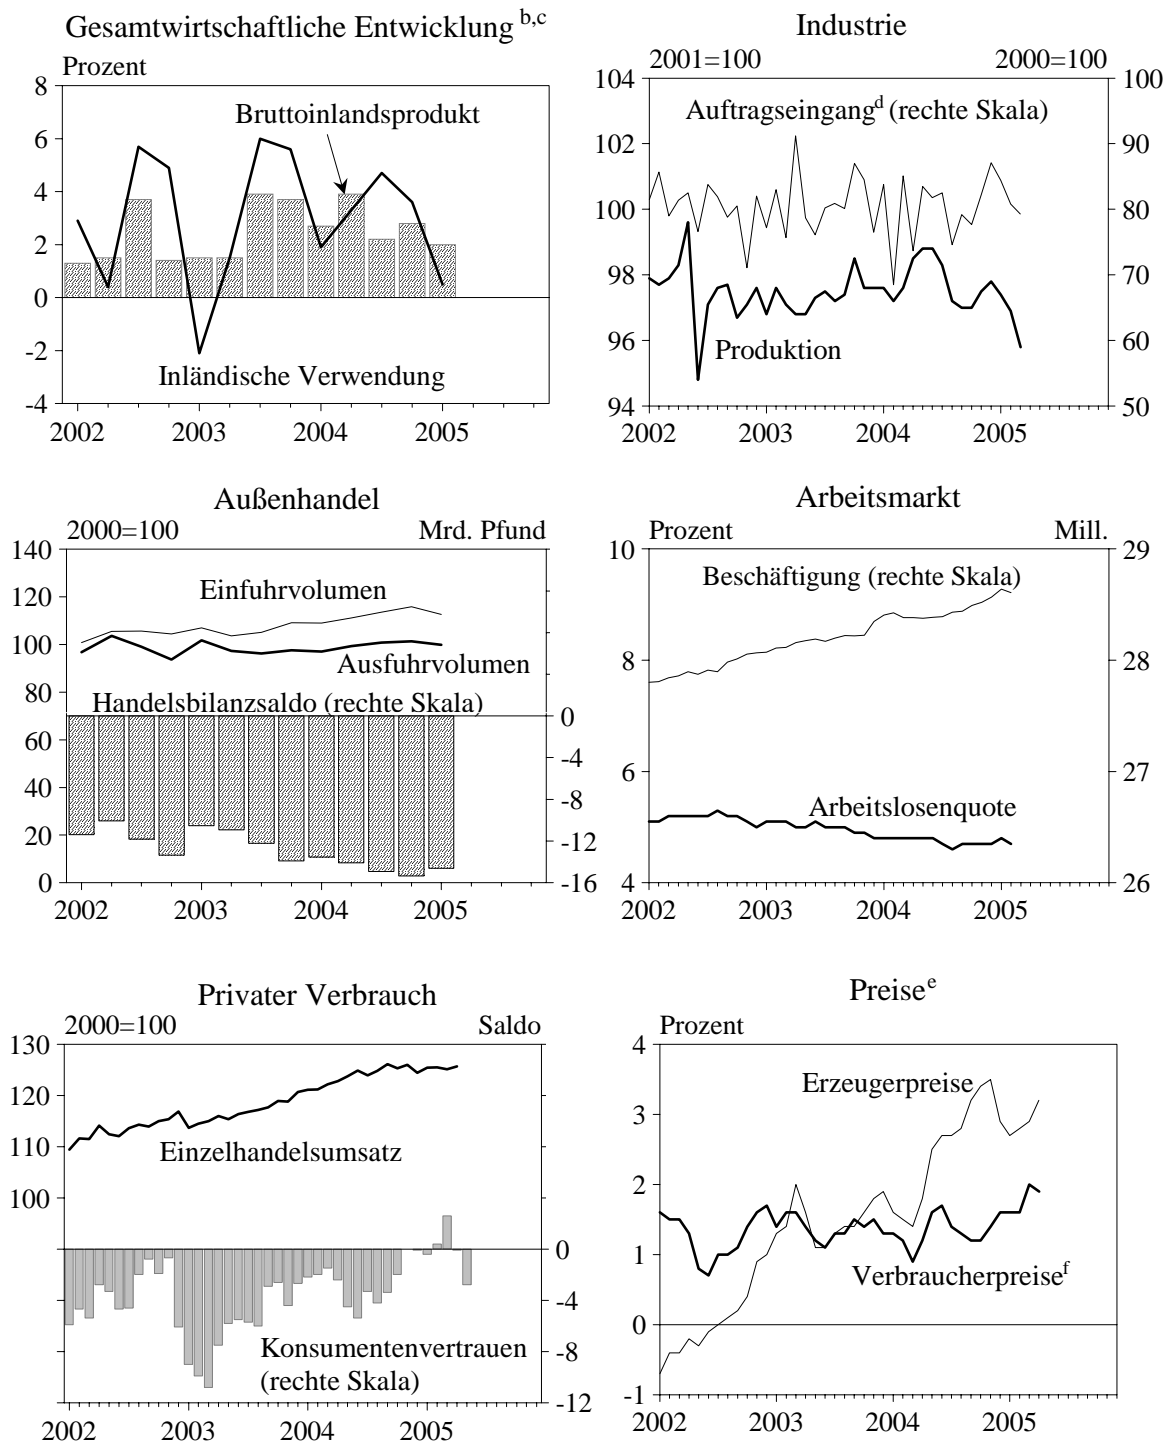 Gesamtwirtschaftliche Entwicklung b,c
Prozent
Bruttoinlandsprodukt
Inländische Verwendung
8
6
4
2
0
-2
-4
2002 2003 2004 2005
Industrie
2001=100 2000=100
Auftragseingang d (rechte Skala)
Produktion
104
102
100
98
96
94
100
90
80
70
60
50
2002 2003 2004 2005
Außenhandel
2000=100 Mrd. Pfund
Einfuhrvolumen
Ausfuhrvolumen
Handelsbilanzsaldo (rechte Skala)
140
120
100
80
60
40
20
0
0
-4
-8
-12
-16
2002 2003 2004 2005
Arbeitsmarkt
Prozent Mill.
Beschäftigung (rechte Skala)
Arbeitslosenquote
10
8
6
4
29
28
27
26
2002 2003 2004 2005
Privater Verbrauch
2000=100 Saldo
Einzelhandelsumsatz
Konsumentenvertrauen
(rechte Skala)
130
120
110
100
0
-4
-8
-12
2002 2003 2004 2005
Preise e
Prozent
Erzeugerpreise
Verbraucherpreise f
4
3
2
1
0
-1
2002 2003 2004 2005